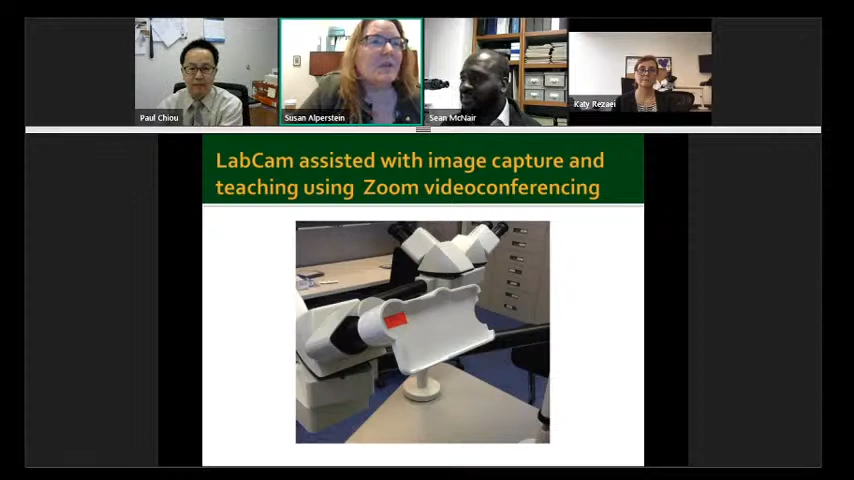 Paul Chiou
Susan Alperstein
Sean McNair
Katy Rezaei
LabCam assisted with image capture and
teaching using Zoom videoconferencing